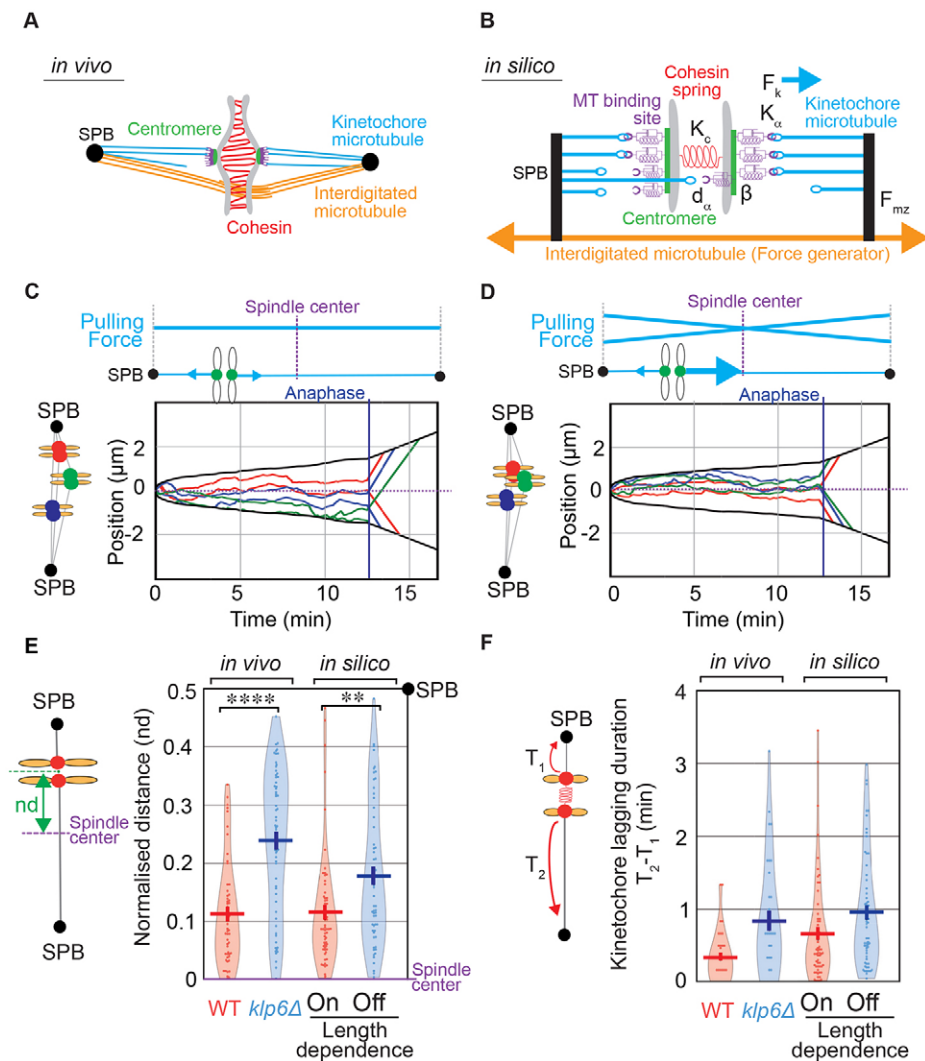 A
in vivo
SPB
Centromere
Kinetochore
microtubule
Interdigitated
microtubule
Cohesin
B
in silico
Cohesin
spring
MT binding
site
F_k
K_c
K_α
Kinetochore
microtubule
SPB
d_α
β
Centromere
F_mz
Interdigitated microtubule (Force generator)
C
Spindle center
Pulling
Force
SPB
Anaphase
SPB
SPB
Position (µm)
2
0
-2
0
5
10
15
Time (min)
D
Spindle center
Pulling
Force
SPB
Anaphase
SPB
SPB
Position (µm)
2
0
-2
0
5
10
15
Time (min)
E
in vivo
in silico
SPB
nd
Spindle
center
SPB
Normalised distance (nd)
0.5
0.4
0.3
0.2
0.1
0
****
**
SPB
Spindle
center
WT
klp6Δ
On
Off
Length
dependence
F
in vivo
in silico
SPB
T1
T2
Kinetochore lagging duration
T2-T1 (min)
4
3
2
1
0
WT
klp6Δ
On
Off
Length
dependence